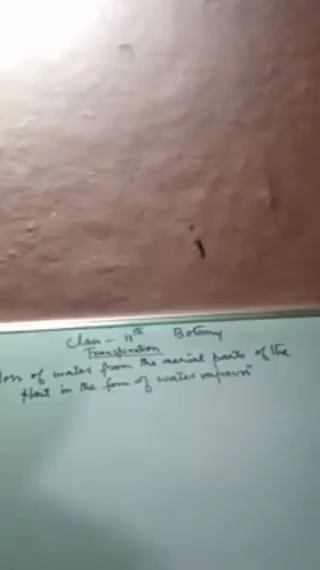 Class - 11th Botany
Transpiration
loss of water from the aerial parts of the
plant in the form of water vapours